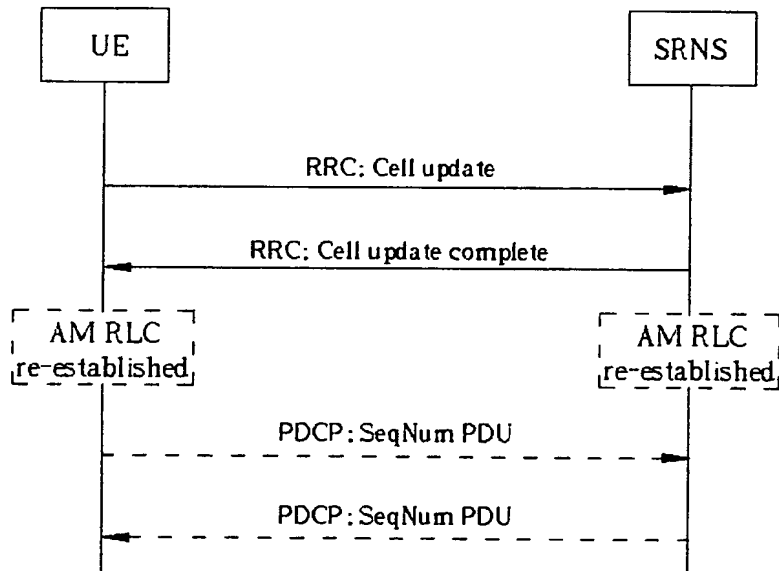 UE
SRNS
RRC: Cell update
RRC: Cell update complete
AM RLC
re-established
AM RLC
re-established
PDCP: SeqNum PDU
PDCP: SeqNum PDU